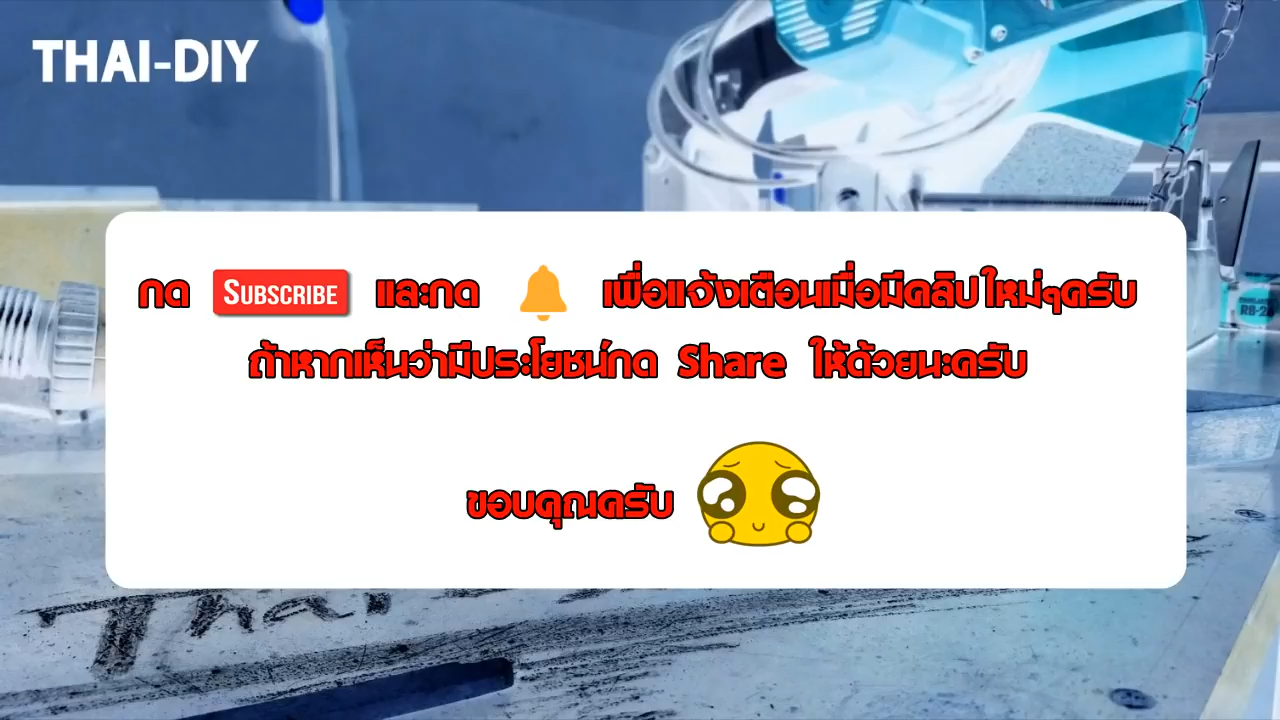 THAI-DIY
กด SUBSCRIBE และกด เพื่อแจ้งเตือนเมื่อมีคลิปใหม่ๆครับ
ถ้าหากเห็นว่ามีประโยชน์กด Share ให้ด้วยนะครับ
ขอบคุณครับ
Thai